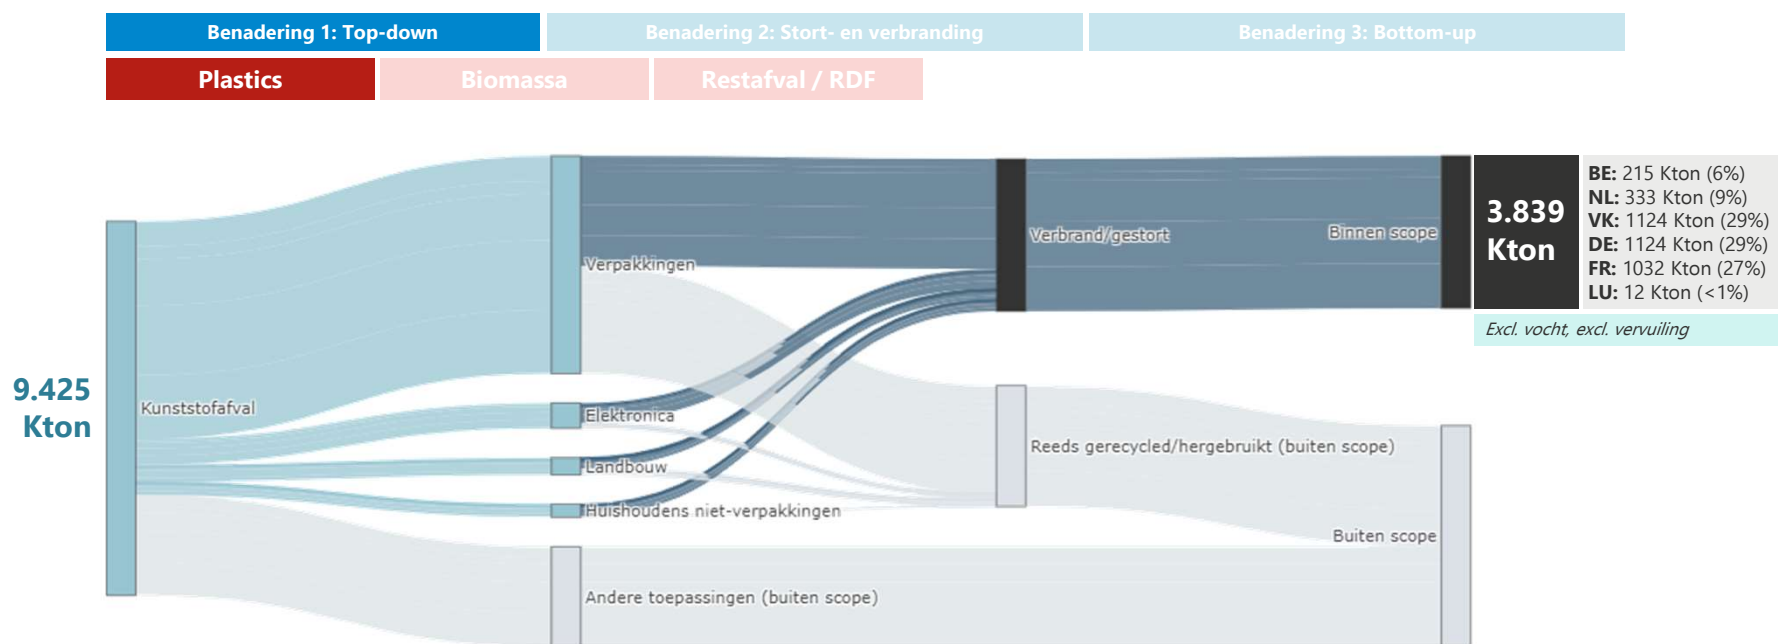 Benadering 1: Top-down
Benadering 2: Stort- en verbranding
Benadering 3: Bottom-up
Plastics
Biomassa
Restafval / RDF
9.425
Kton
Kunststofafval
Verpakkingen
Elektronica
Landbouw
Huishoudens niet-verpakkingen
Andere toepassingen (buiten scope)
Verbrand/gestort
Reeds gerecycled/hergebruikt (buiten scope)
Binnen scope
Buiten scope
3.839
Kton
BE: 215 Kton (6%)
NL: 333 Kton (9%)
VK: 1124 Kton (29%)
DE: 1124 Kton (29%)
FR: 1032 Kton (27%)
LU: 12 Kton (<1%)
Excl. vocht, excl. vervuiling